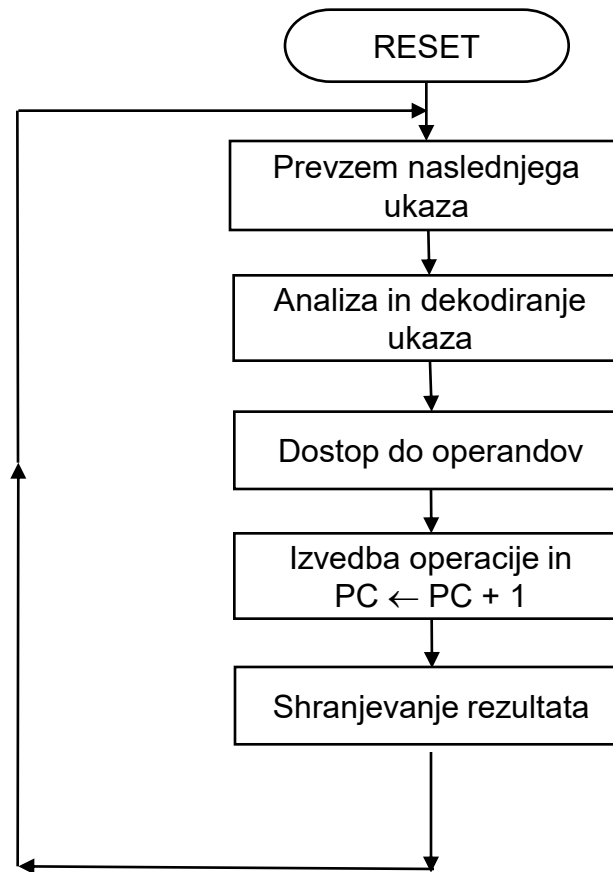 RESET
Prevzem naslednjega
ukaza
Analiza in dekodiranje
ukaza
Dostop do operandov
Izvedba operacije in
PC ← PC + 1
Shranjevanje rezultata